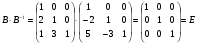 B · B⁻¹ = ( 1 0 0 ; 2 1 0 ; 1 3 1 ) · ( 1 0 0 ; -2 1 0 ; 5 -3 1 ) = ( 1 0 0 ; 0 1 0 ; 0 0 1 ) = E